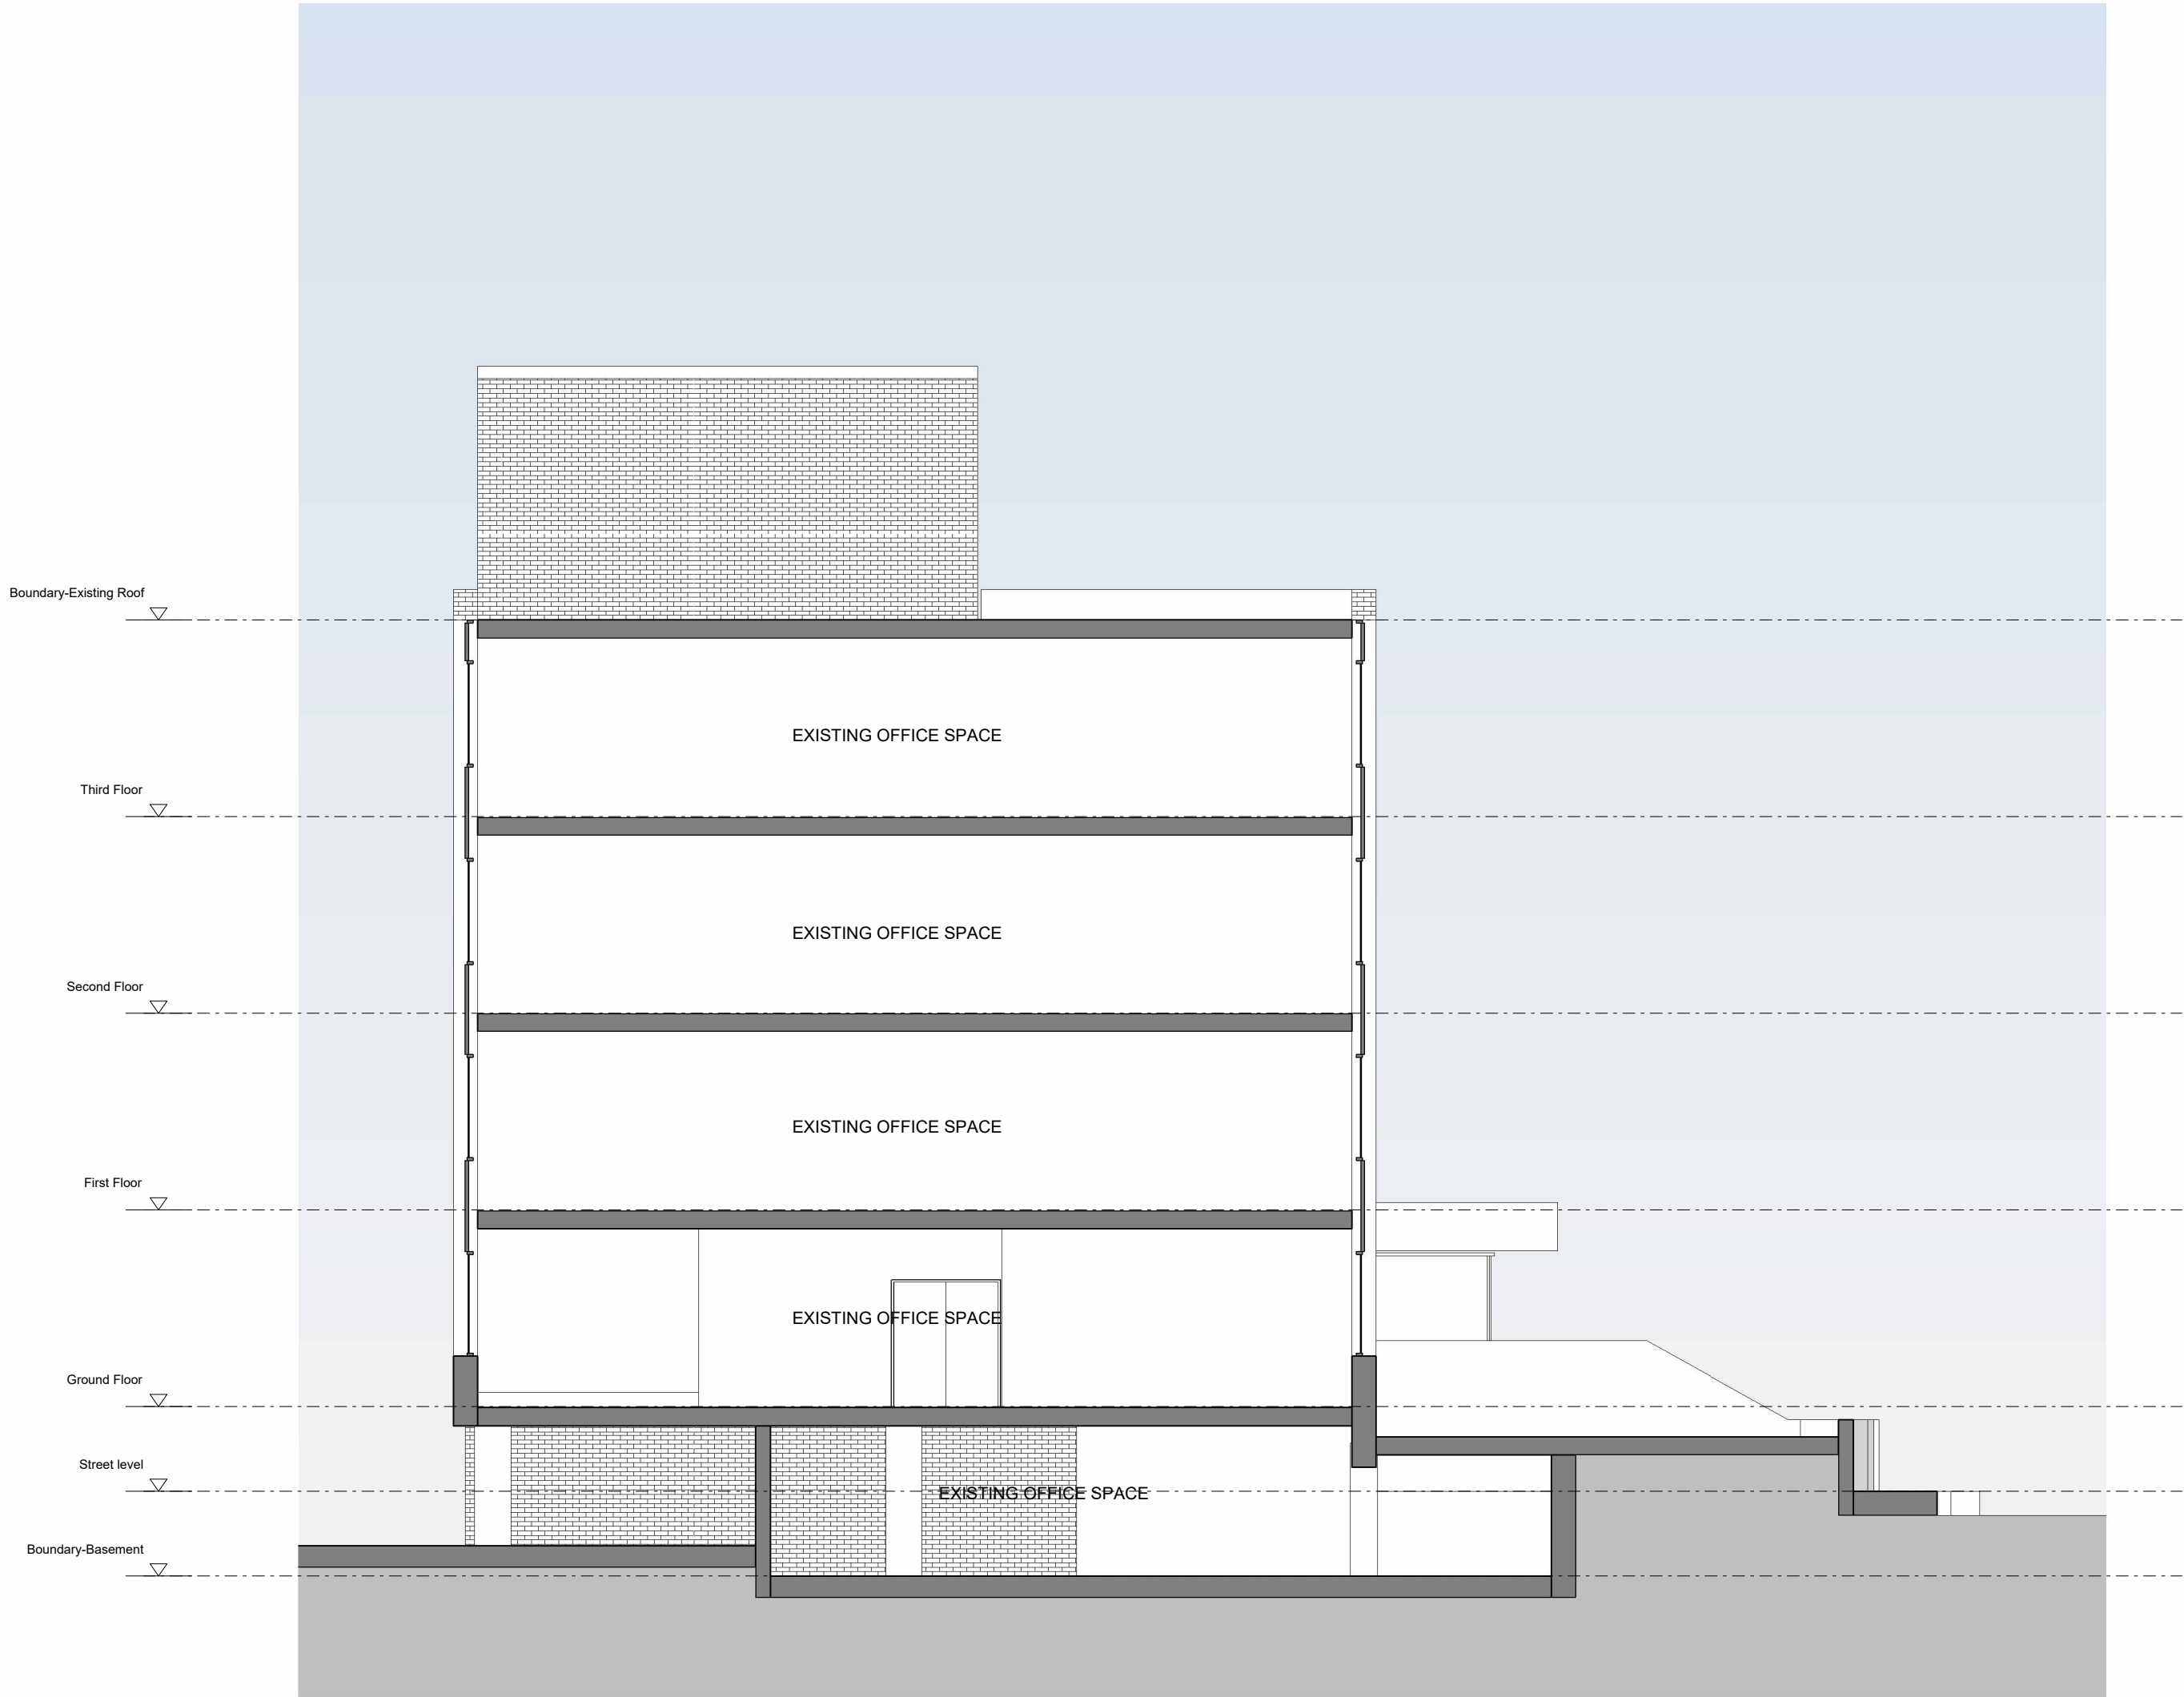 Boundary-Existing Roof
EXISTING OFFICE SPACE
Third Floor
EXISTING OFFICE SPACE
Second Floor
EXISTING OFFICE SPACE
First Floor
EXISTING OFFICE SPACE
Ground Floor
Street level
EXISTING OFFICE SPACE
Boundary-Basement